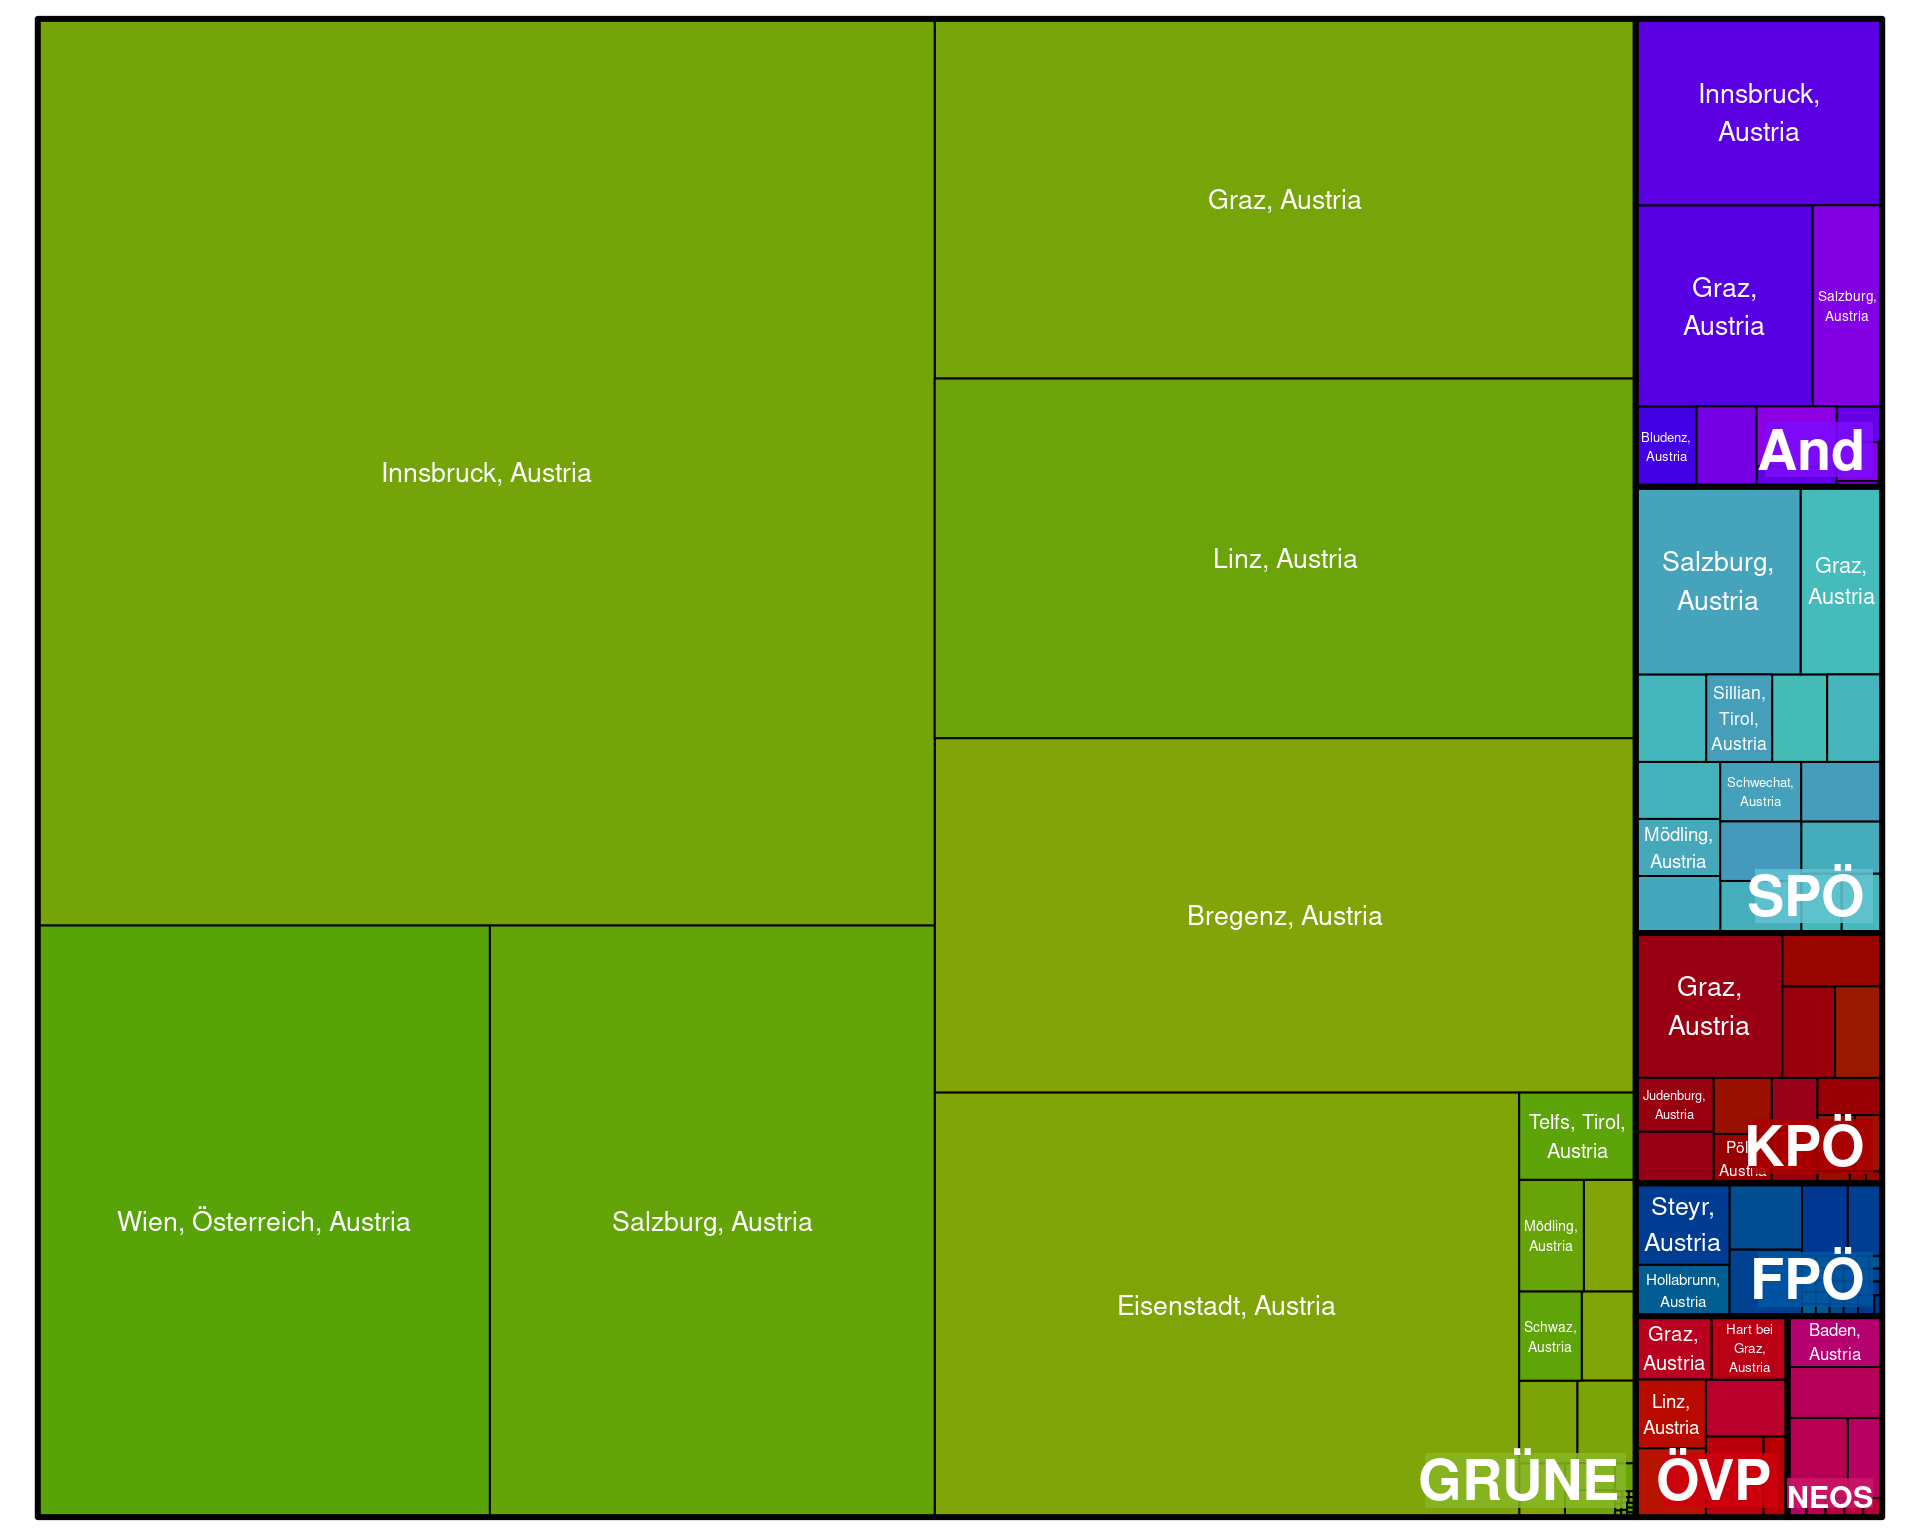 Innsbruck, Austria
Graz, Austria
Linz, Austria
Bregenz, Austria
Wien, Österreich, Austria
Salzburg, Austria
Eisenstadt, Austria
Telfs, Tirol,
Austria
Mödling,
Austria
Schwaz,
Austria
GRÜNE
Innsbruck,
Austria
Graz,
Austria
Salzburg,
Austria
Bludenz,
Austria
And
Salzburg,
Austria
Graz,
Austria
Sillian,
Tirol,
Austria
Schwechat,
Austria
Mödling,
Austria
SPÖ
Graz,
Austria
Judenburg,
Austria
Austria
KPÖ
Steyr,
Austria
Hollabrunn,
Austria
FPÖ
Graz,
Austria
Hart bei
Graz,
Austria
Linz,
Austria
ÖVP
Baden,
Austria
NEOS